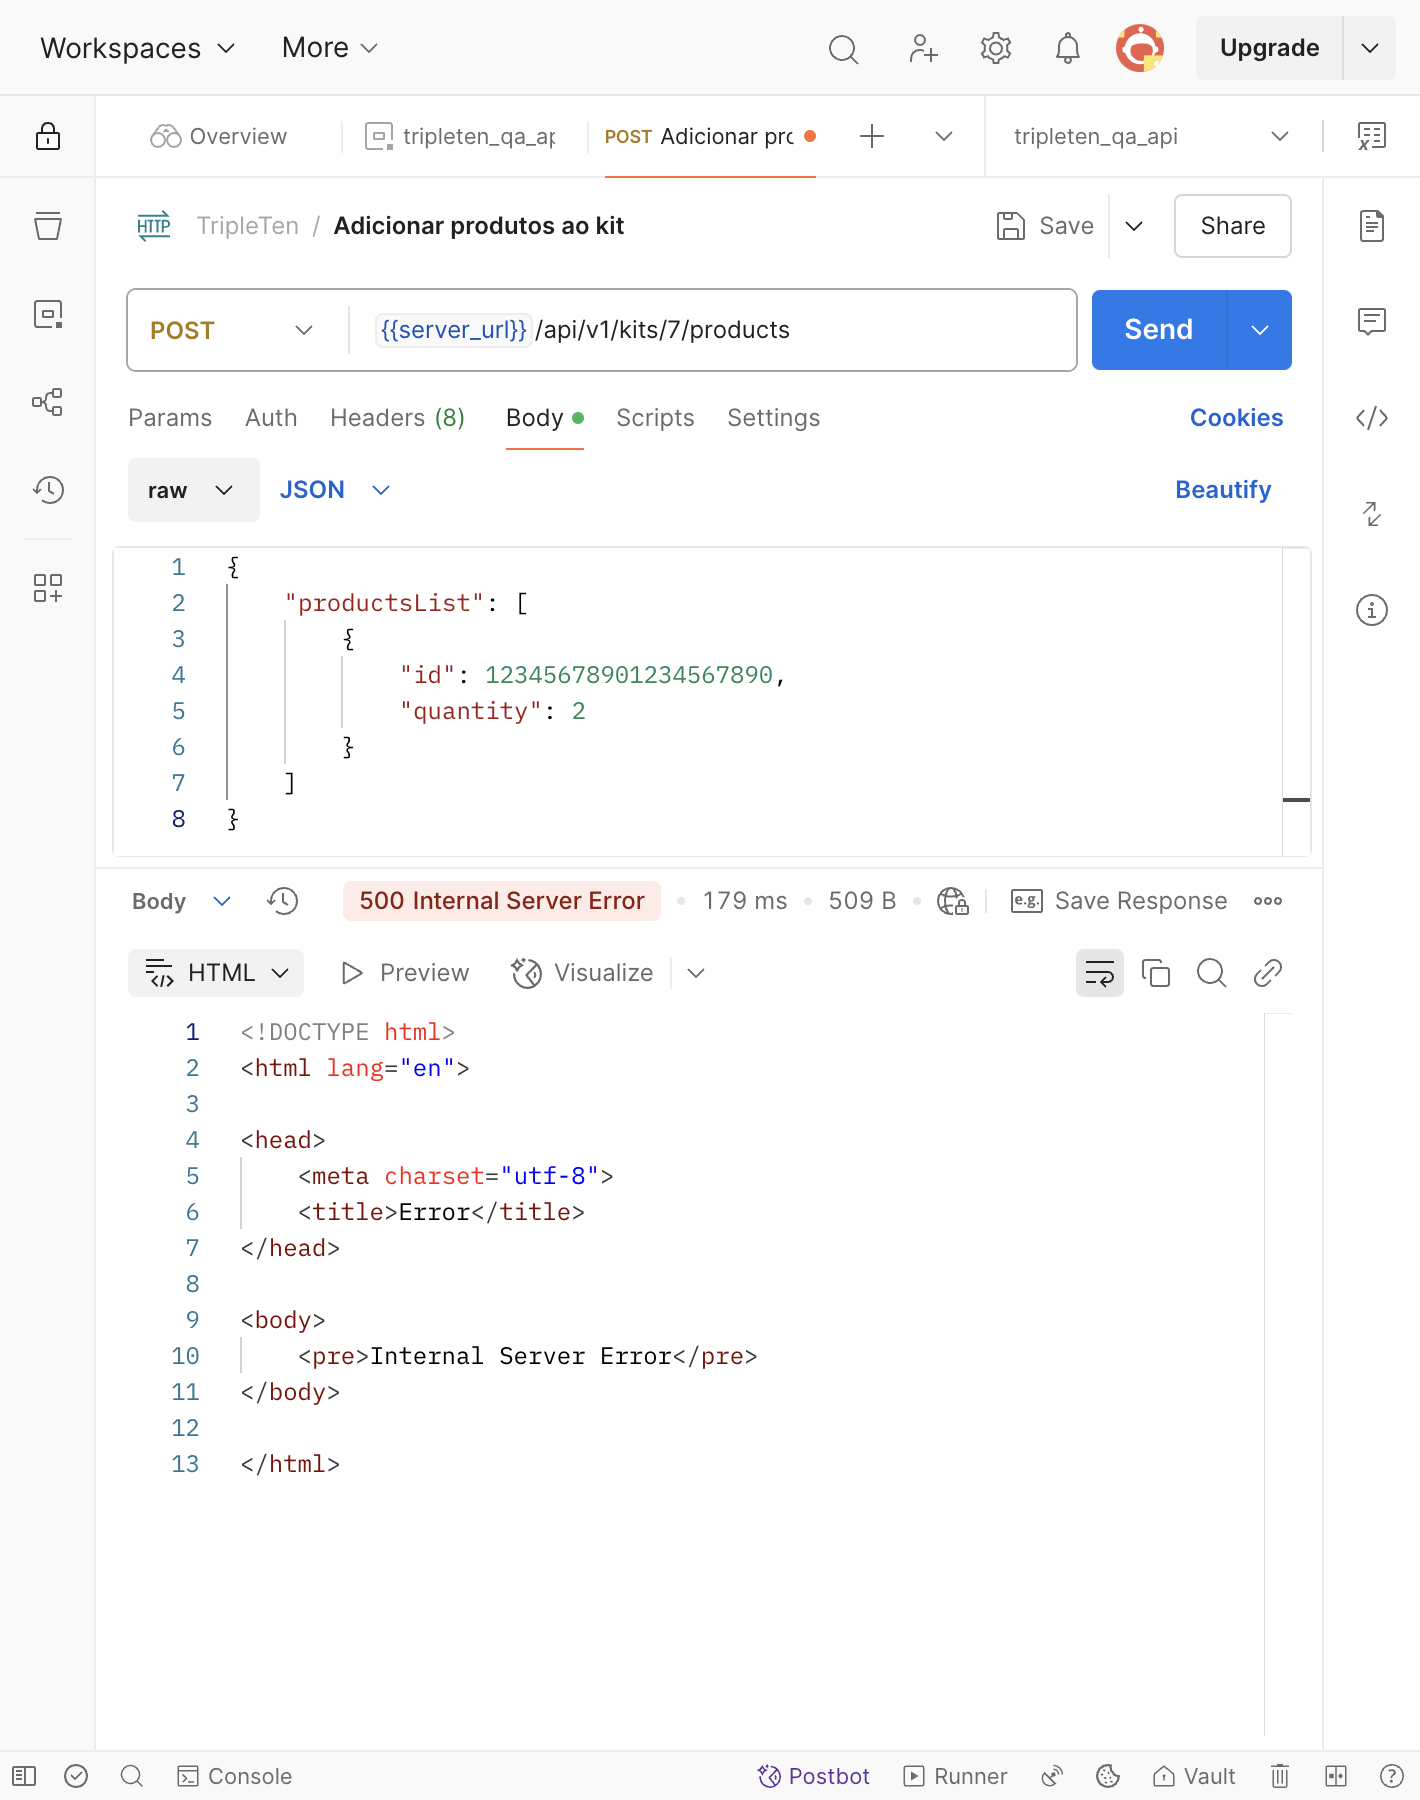 Workspaces More Upgrade
Overview tripleten_qa_ap POST Adicionar pro tripleten_qa_api
HTTP TripleTen / Adicionar produtos ao kit Save Share
POST {{server_url}}/api/v1/kits/7/products Send
Params Auth Headers (8) Body Scripts Settings Cookies
raw JSON Beautify
1 {
2 "productsList": [
3 {
4 "id": 12345678901234567890,
5 "quantity": 2
6 }
7 ]
8 }
Body 500 Internal Server Error • 179 ms • 509 B • e.g. Save Response
HTML Preview Visualize
1 <!DOCTYPE html>
2 <html lang="en">
3
4 <head>
5 <meta charset="utf-8">
6 <title>Error</title>
7 </head>
8
9 <body>
10 <pre>Internal Server Error</pre>
11 </body>
12
13 </html>
Console Postbot Runner Vault